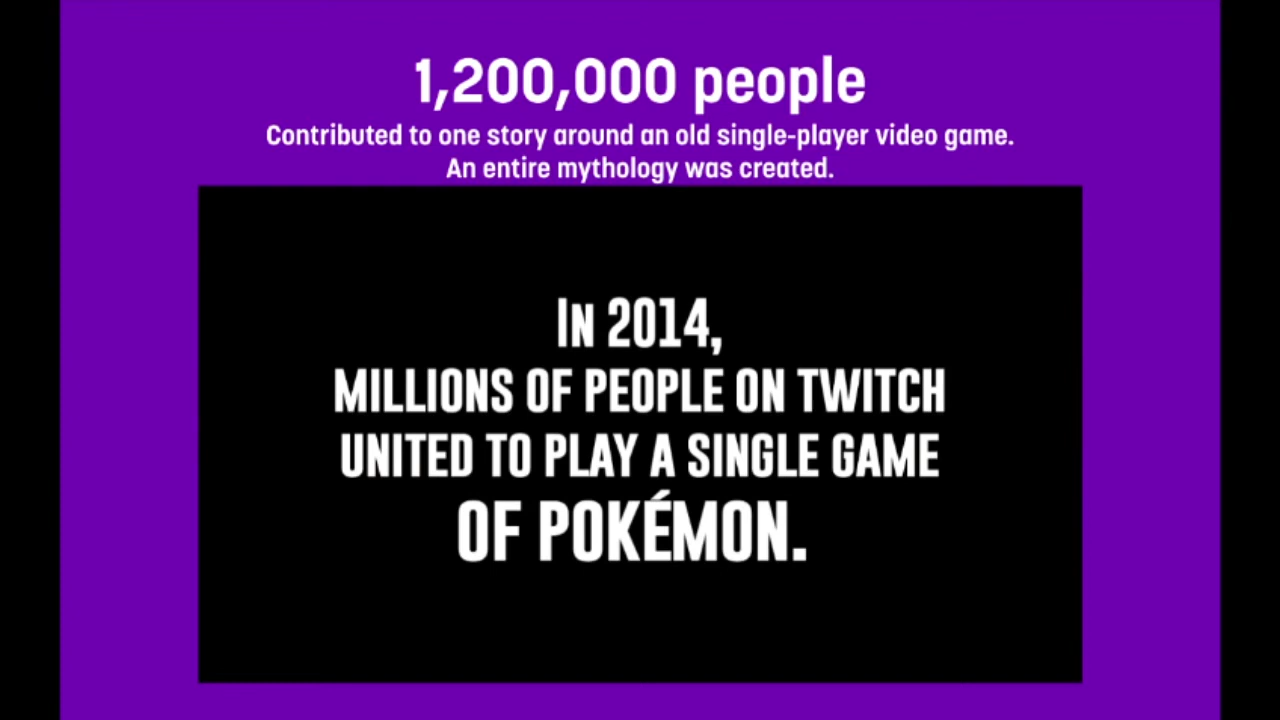 1,200,000 people
Contributed to one story around an old single-player video game.
An entire mythology was created.
In 2014,
MILLIONS OF PEOPLE ON TWITCH
UNITED TO PLAY A SINGLE GAME
OF POKÉMON.